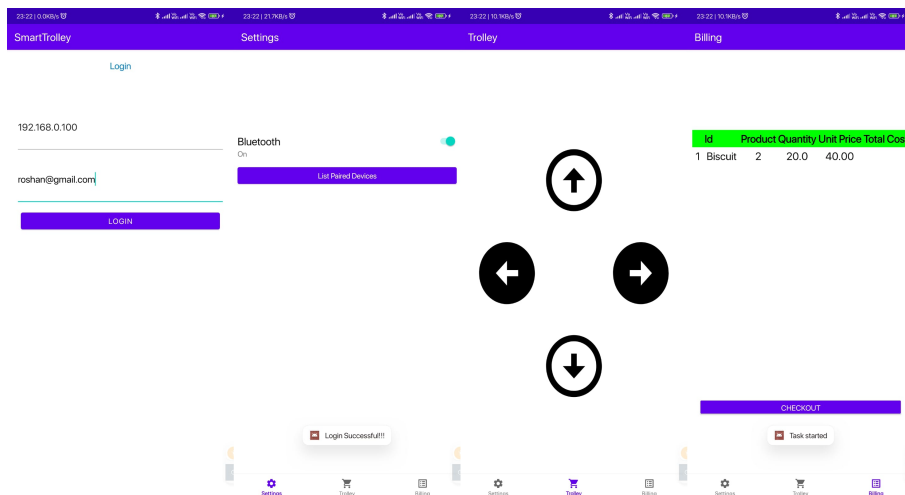 23:22 | 0.0KB/s
SmartTrolley
Login
192.168.0.100
roshan@gmail.com
LOGIN
23:22 | 21.7KB/s
Settings
Bluetooth
On
List Paired Devices
Login Successful!!!
Settings Trolley Billing
23:22 | 10.1KB/s
Trolley
Settings Trolley Billing
23:22 | 10.1KB/s
Billing
Id Product Quantity Unit Price Total Cos
1 Biscuit 2 20.0 40.00
CHECKOUT
Task started
Settings Trolley Billing